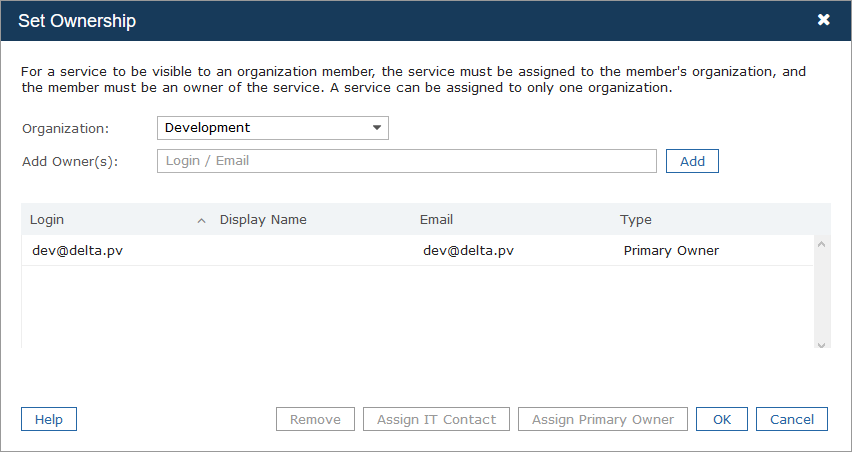 Set Ownership
For a service to be visible to an organization member, the service must be assigned to the member's organization, and
the member must be an owner of the service. A service can be assigned to only one organization.
Organization: Development
Add Owner(s): Login / Email Add
Login Display Name Email Type
dev@delta.pv dev@delta.pv Primary Owner
Help Remove Assign IT Contact Assign Primary Owner OK Cancel